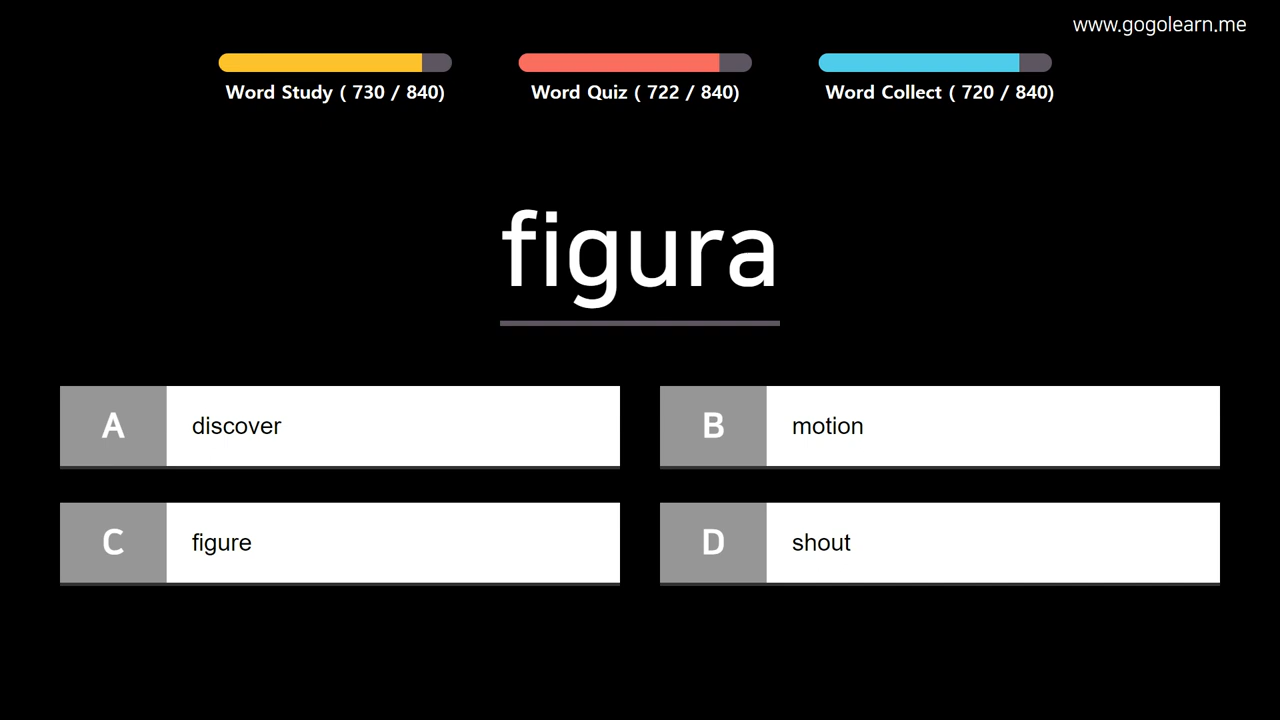 www.gogolearn.me
Word Study ( 730 / 840)
Word Quiz ( 722 / 840)
Word Collect ( 720 / 840)
figura
A discover
B motion
C figure
D shout